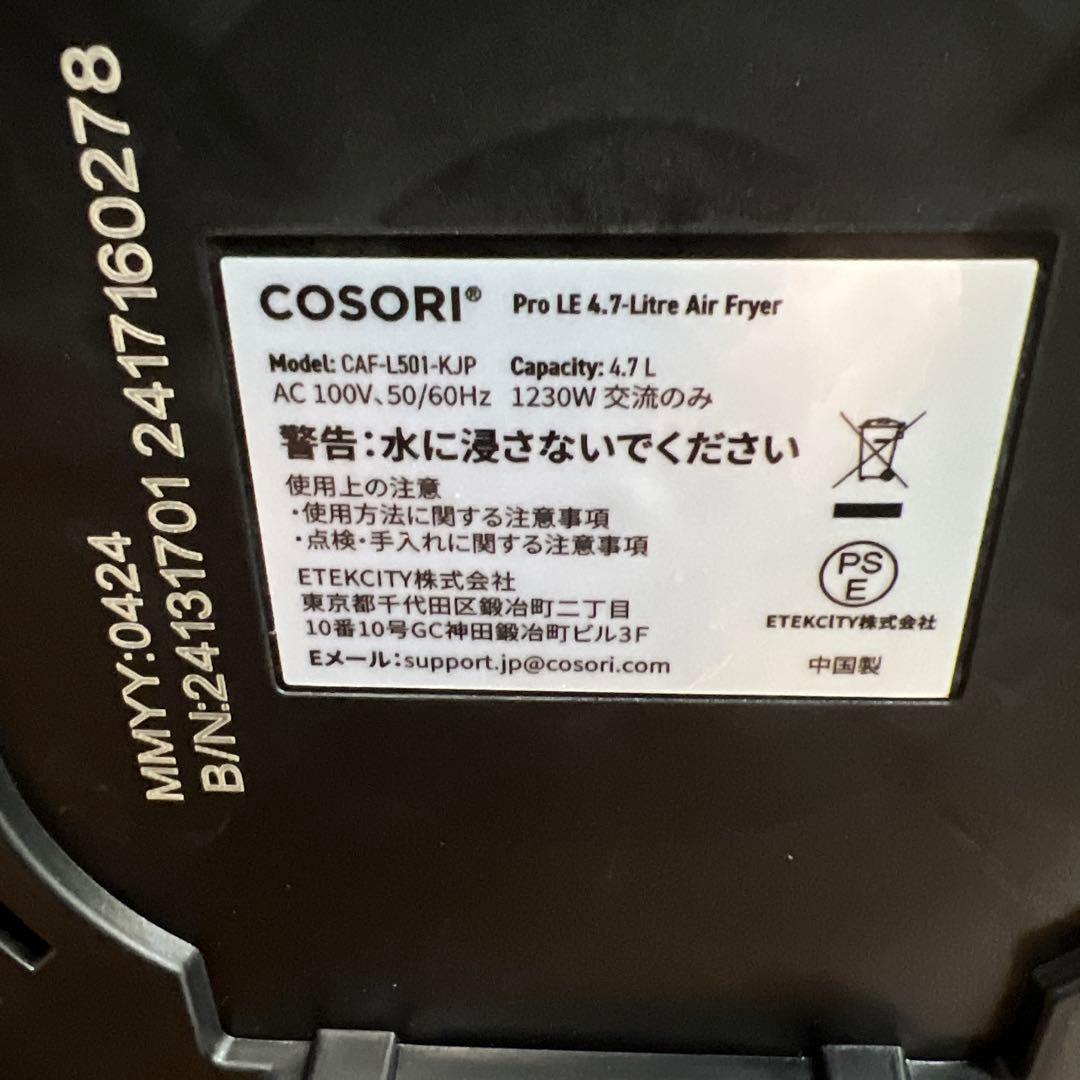 MMYY:0424
B/N:24131701 2417160278
COSORI® Pro LE 4.7-Litre Air Fryer
Model: CAF-L501-KJP Capacity: 4.7 L
AC 100V、50/60Hz 1230W 交流のみ
警告：水に浸さないでください
使用上の注意
・使用方法に関する注意事項
・点検・手入れに関する注意事項
ETEKCITY株式会社
東京都千代田区鍛冶町二丁目
10番10号GC神田鍛冶町ビル3F
Eメール：support.jp@cosori.com
PS
E
ETEKCITY株式会社
中国製